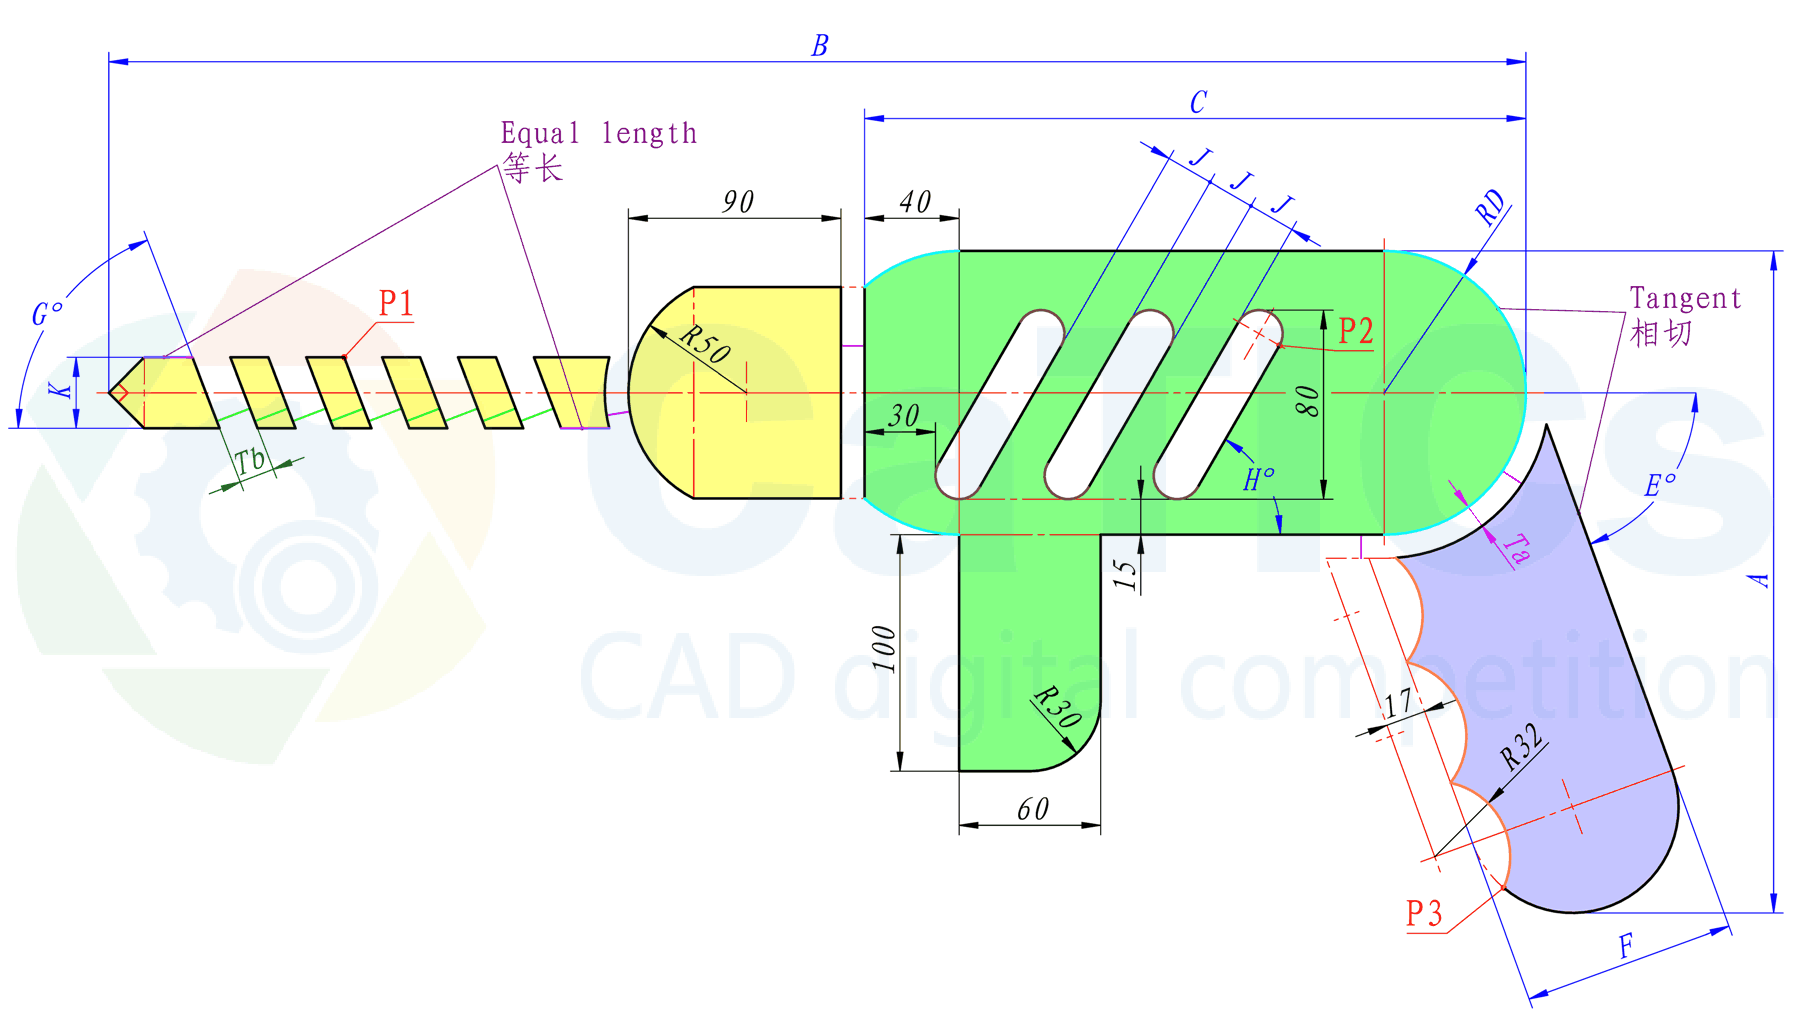 B
C
Equal length
等长
J
J
J
90
40
RD
G°
P1
Tangent
相切
R50
P2
K
80
30
Tb
H°
E°
CaTICs
Ta
15
A
100
CAD digital competition
R30
17
R32
60
P3
F